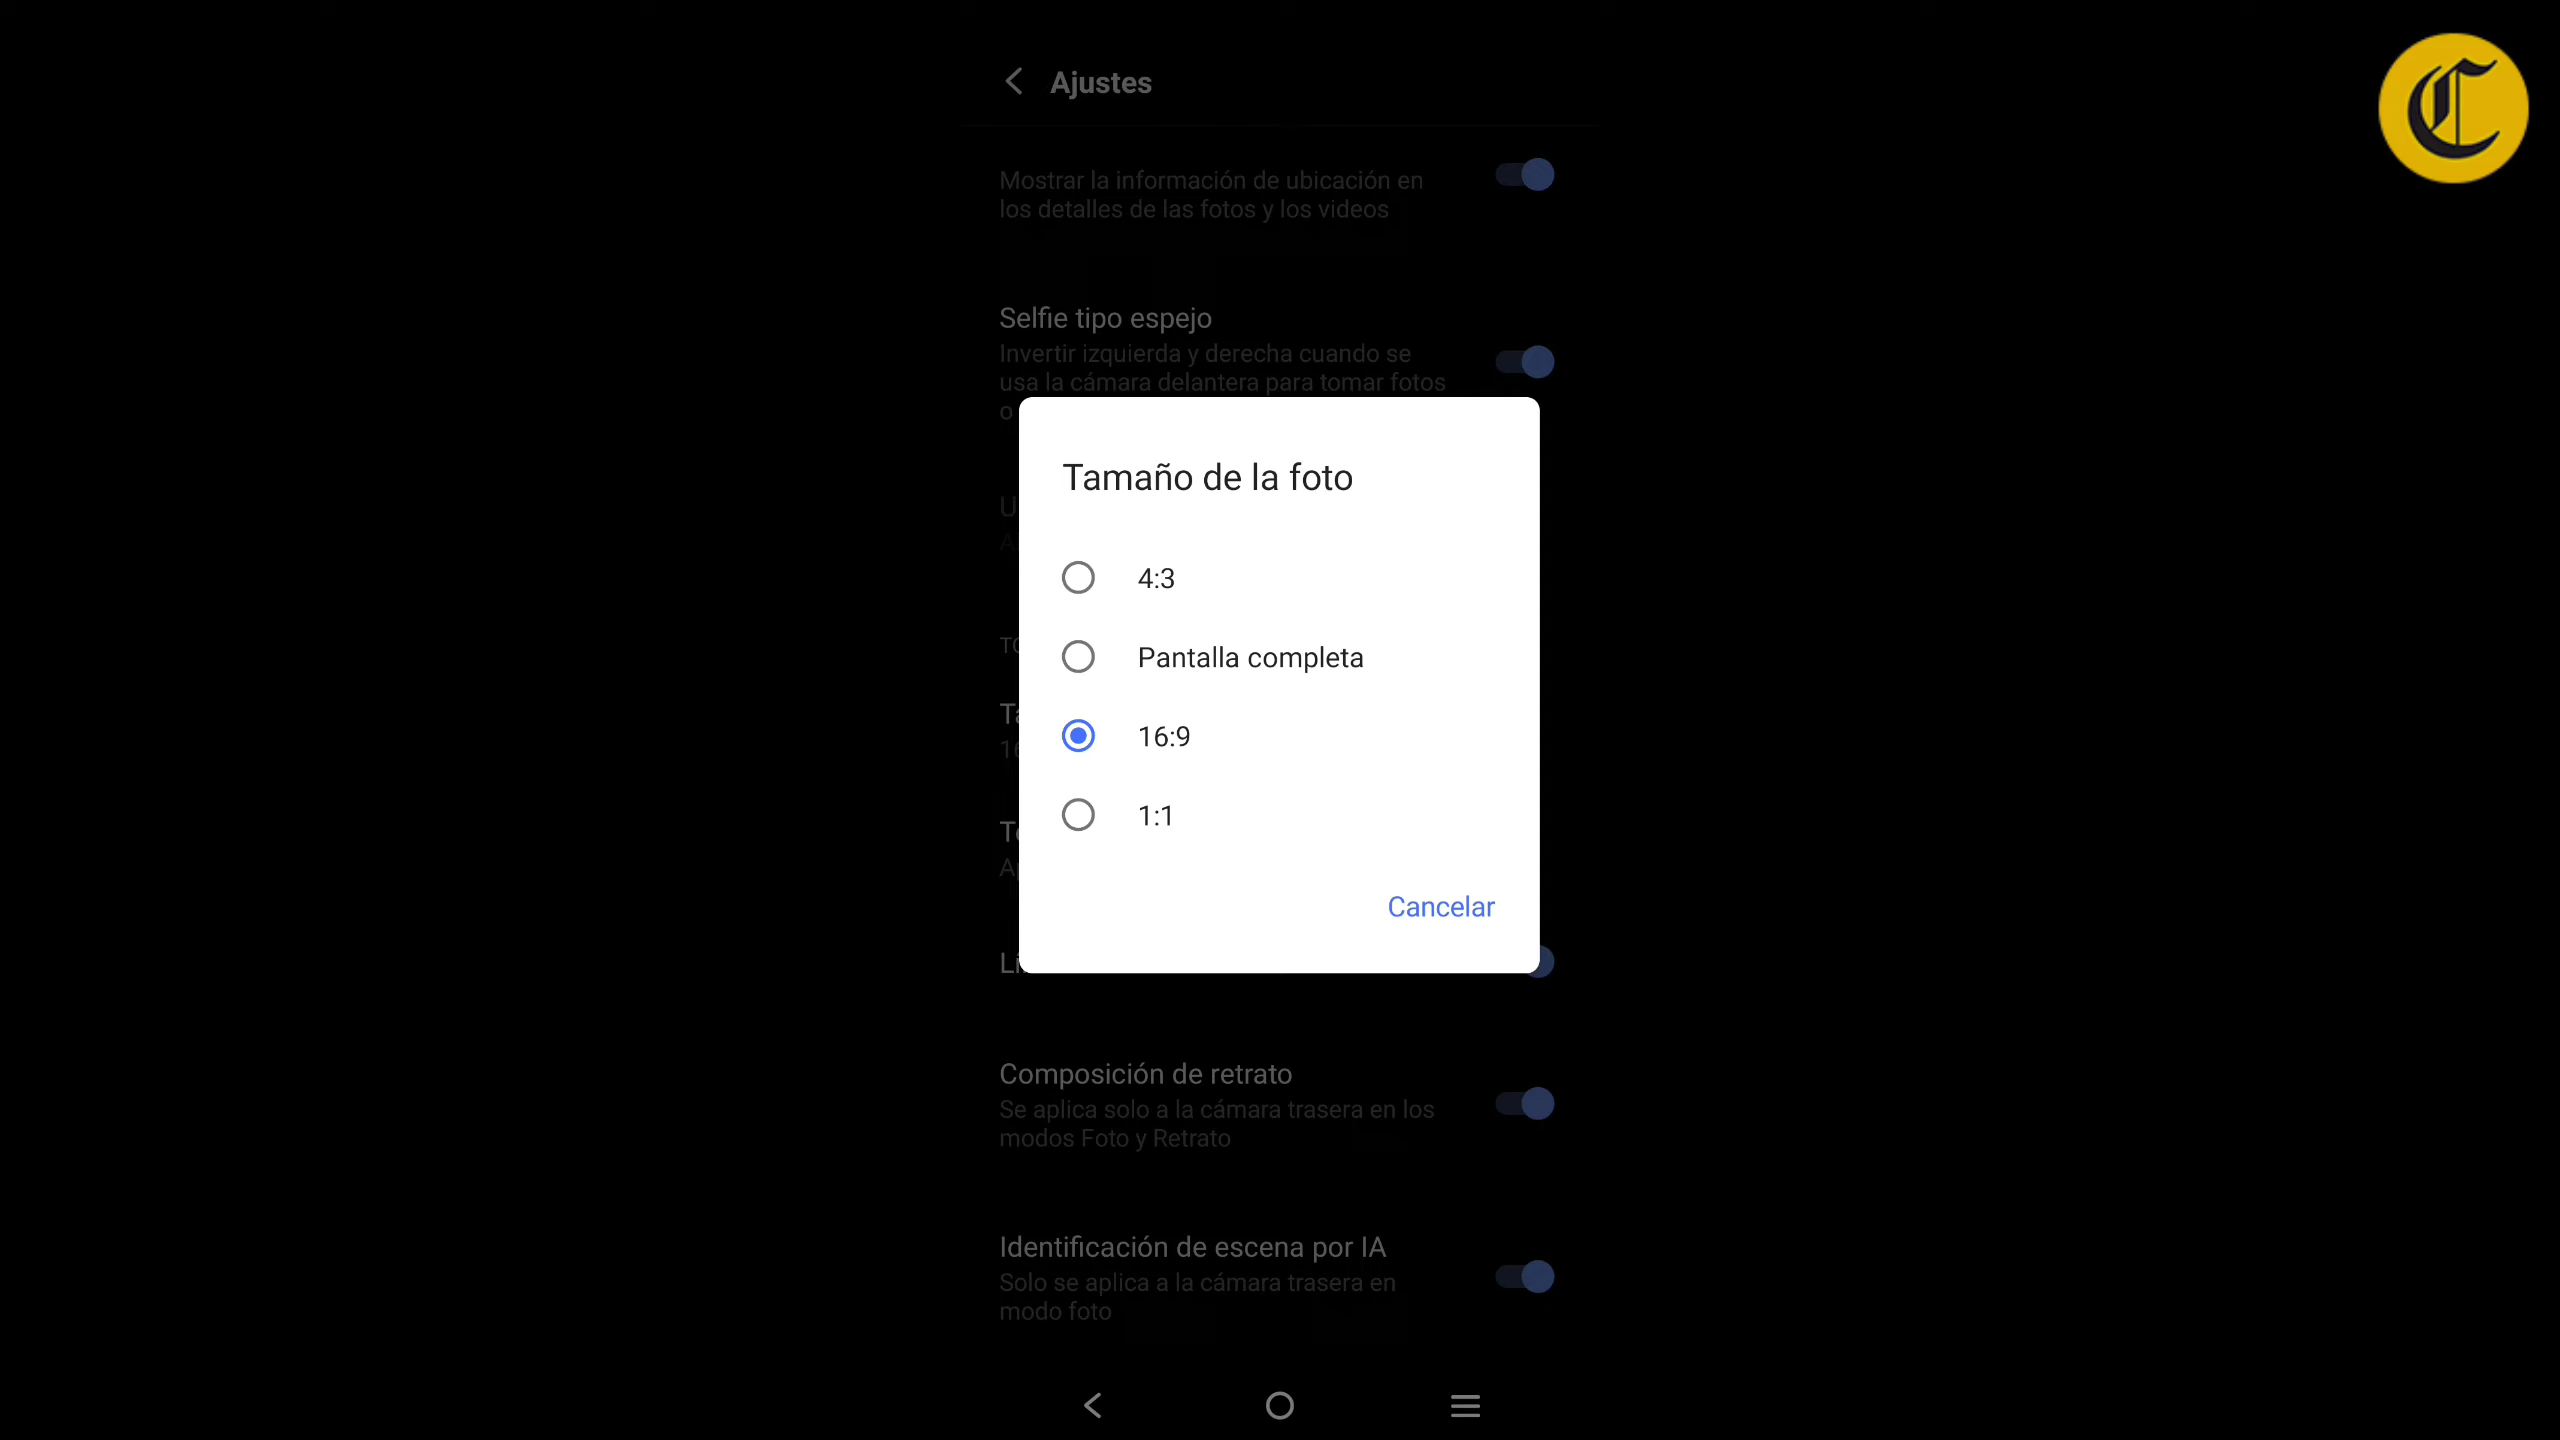 Ajustes
Mostrar la información de ubicación en
los detalles de las fotos y los videos
Selfie tipo espejo
Invertir izquierda y derecha cuando se
usa la cámara delantera para tomar fotos
o
Tamaño de la foto
4:3
Pantalla completa
16:9
1:1
Cancelar
Composición de retrato
Se aplica solo a la cámara trasera en los
modos Foto y Retrato
Identificación de escena por IA
Solo se aplica a la cámara trasera en
modo foto